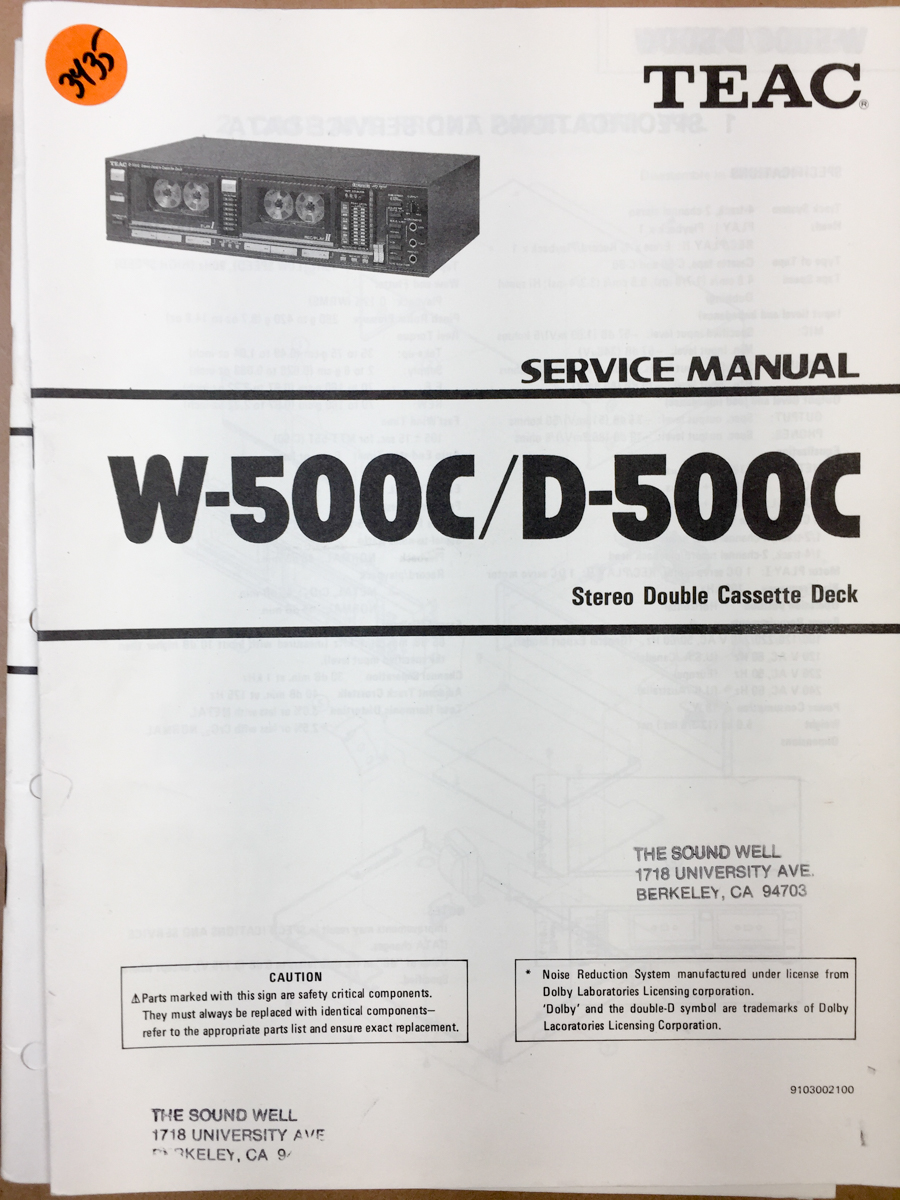 3435
TEAC®
TEAC
SERVICE MANUAL
W-500C/D-500C
Stereo Double Cassette Deck
THE SOUND WELL
1718 UNIVERSITY AVE.
BERKELEY, CA 94703
CAUTION
⚠Parts marked with this sign are safety critical components.
They must always be replaced with identical components—
refer to the appropriate parts list and ensure exact replacement.
* Noise Reduction System manufactured under license from
Dolby Laboratories Licensing corporation.
'Dolby' and the double-D symbol are trademarks of Dolby
Lacoratories Licensing Corporation.
9103002100
THE SOUND WELL
1718 UNIVERSITY AVE
KELEY, CA 9